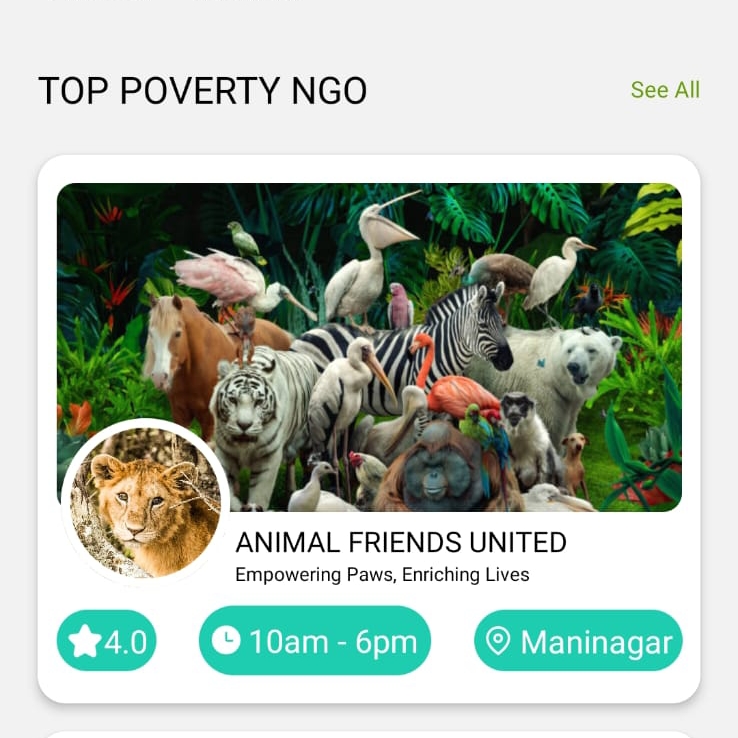 TOP POVERTY NGO
See All
ANIMAL FRIENDS UNITED
Empowering Paws, Enriching Lives
4.0
10am - 6pm
Maninagar